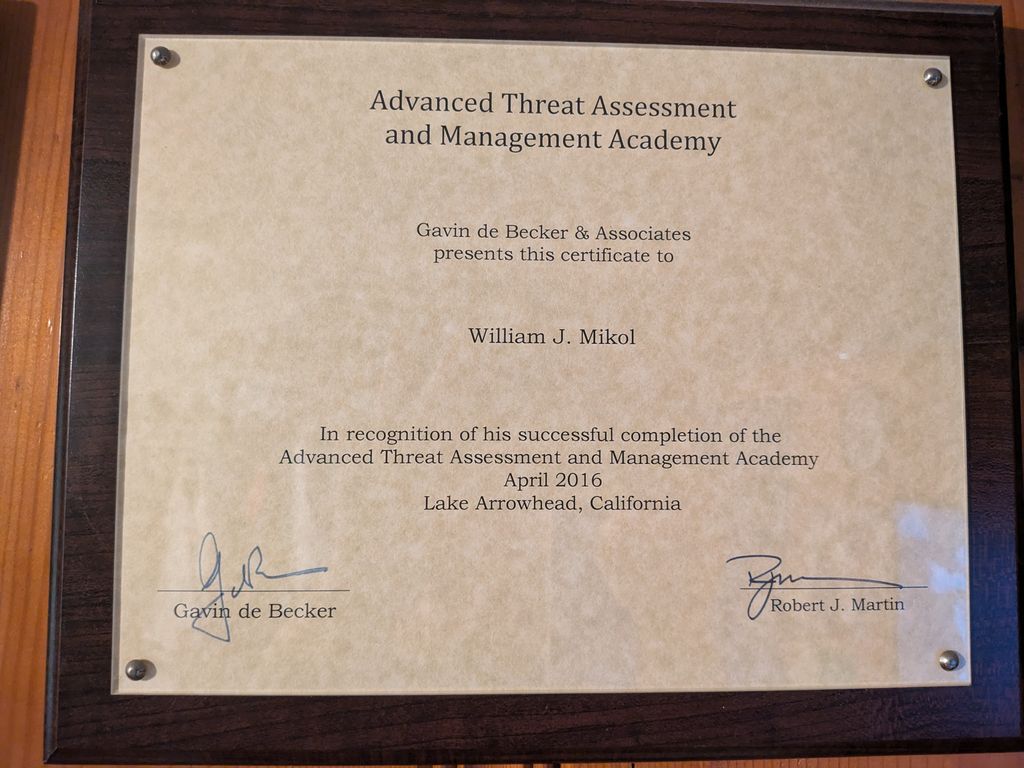 Advanced Threat Assessment
and Management Academy
Gavin de Becker & Associates
presents this certificate to
William J. Mikol
In recognition of his successful completion of the
Advanced Threat Assessment and Management Academy
April 2016
Lake Arrowhead, California
Gavin de Becker
Robert J. Martin